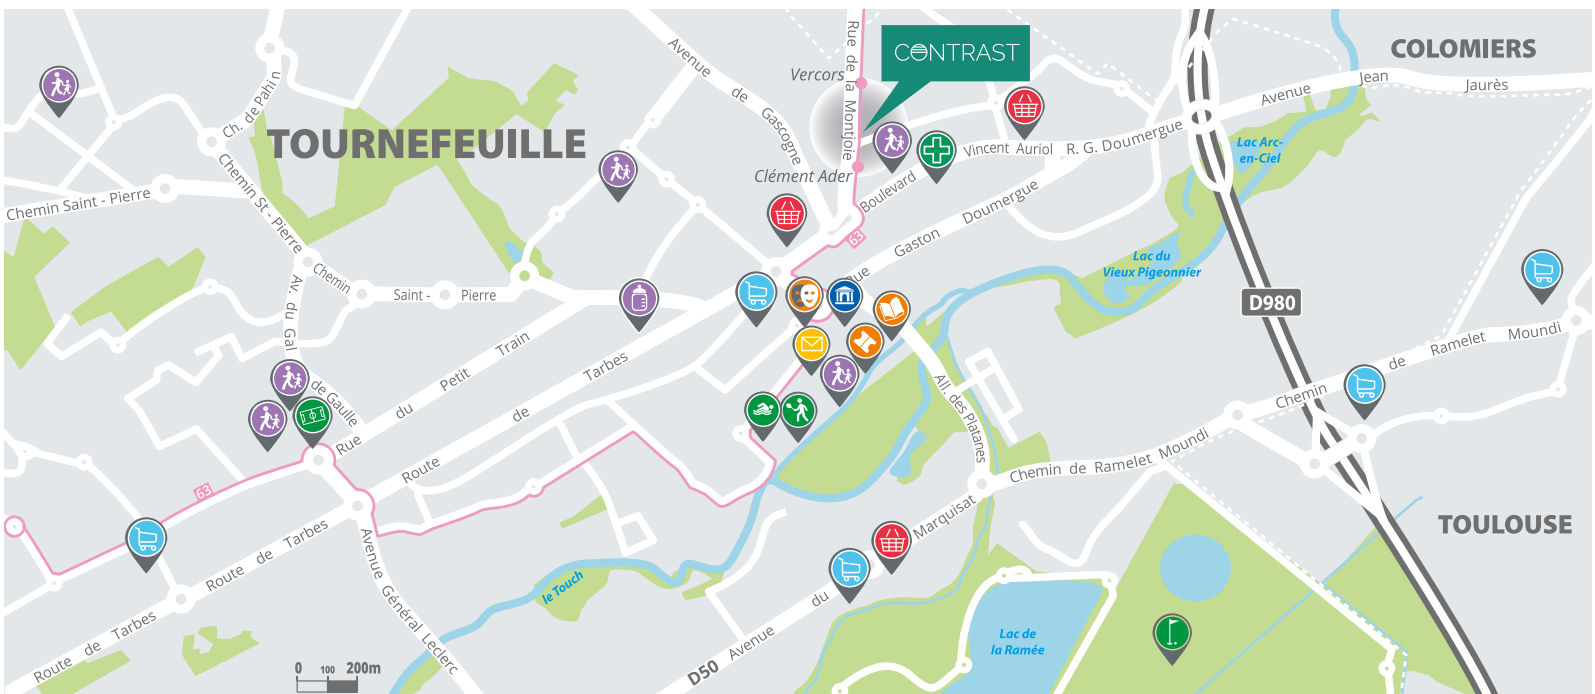 COLOMIERS
CONTRAST
Rue de la Montjoie
Vercors
Avenue de Gascogne
Avenue Jean Jaurès
Ch. de Pahin
TOURNEFEUILLE
Vincent Auriol
R. G. Doumergue
Lac Arc-
en-Ciel
Clément Ader
Boulevard
Chemin Saint - Pierre
Chemin St - Pierre
Gaston Doumergue
63
Rue
Lac du
Vieux Pigeonnier
Chemin
Saint - Pierre
Av. du Gal
de Gaulle
D980
Rue du Petit Train
Route de Tarbes
Chemin de Ramelet Moundi
All. des Platanes
Chemin de Ramelet Moundi
63
Marquisat
TOULOUSE
Route de Tarbes
Avenue Général Leclerc
le Touch
du
Avenue
D50
Route de Tarbes
Lac de
la Ramée
0 100 200m